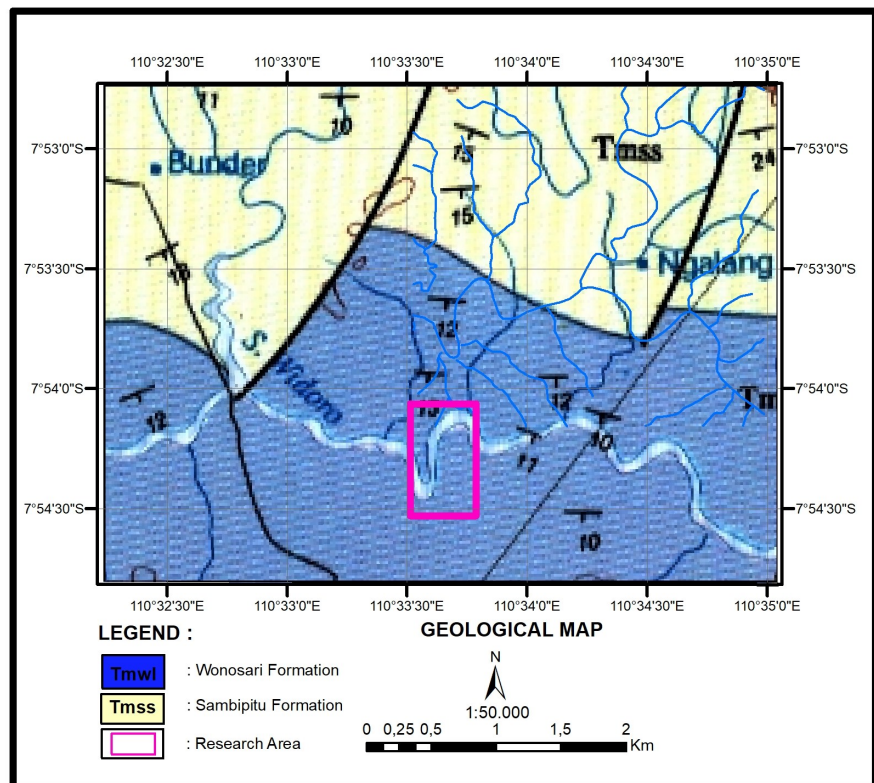 110°32'30"E 110°33'0"E 110°33'30"E 110°34'0"E 110°34'30"E 110°35'0"E
11
10
Bunder
7°53'0"S 7°53'0"S
15
Tmss
24
15
Ngalang
7°53'30"S 7°53'30"S
12
S. Widoro
7°54'0"S 7°54'0"S
12
12
Tm
10
17
7°54'30"S 7°54'30"S
10
110°32'30"E 110°33'0"E 110°33'30"E 110°34'0"E 110°34'30"E 110°35'0"E
LEGEND :
GEOLOGICAL MAP
Tmwl : Wonosari Formation
Tmss : Sambipitu Formation
: Research Area
N
1:50.000
0 0,25 0,5 1 1,5 2
Km